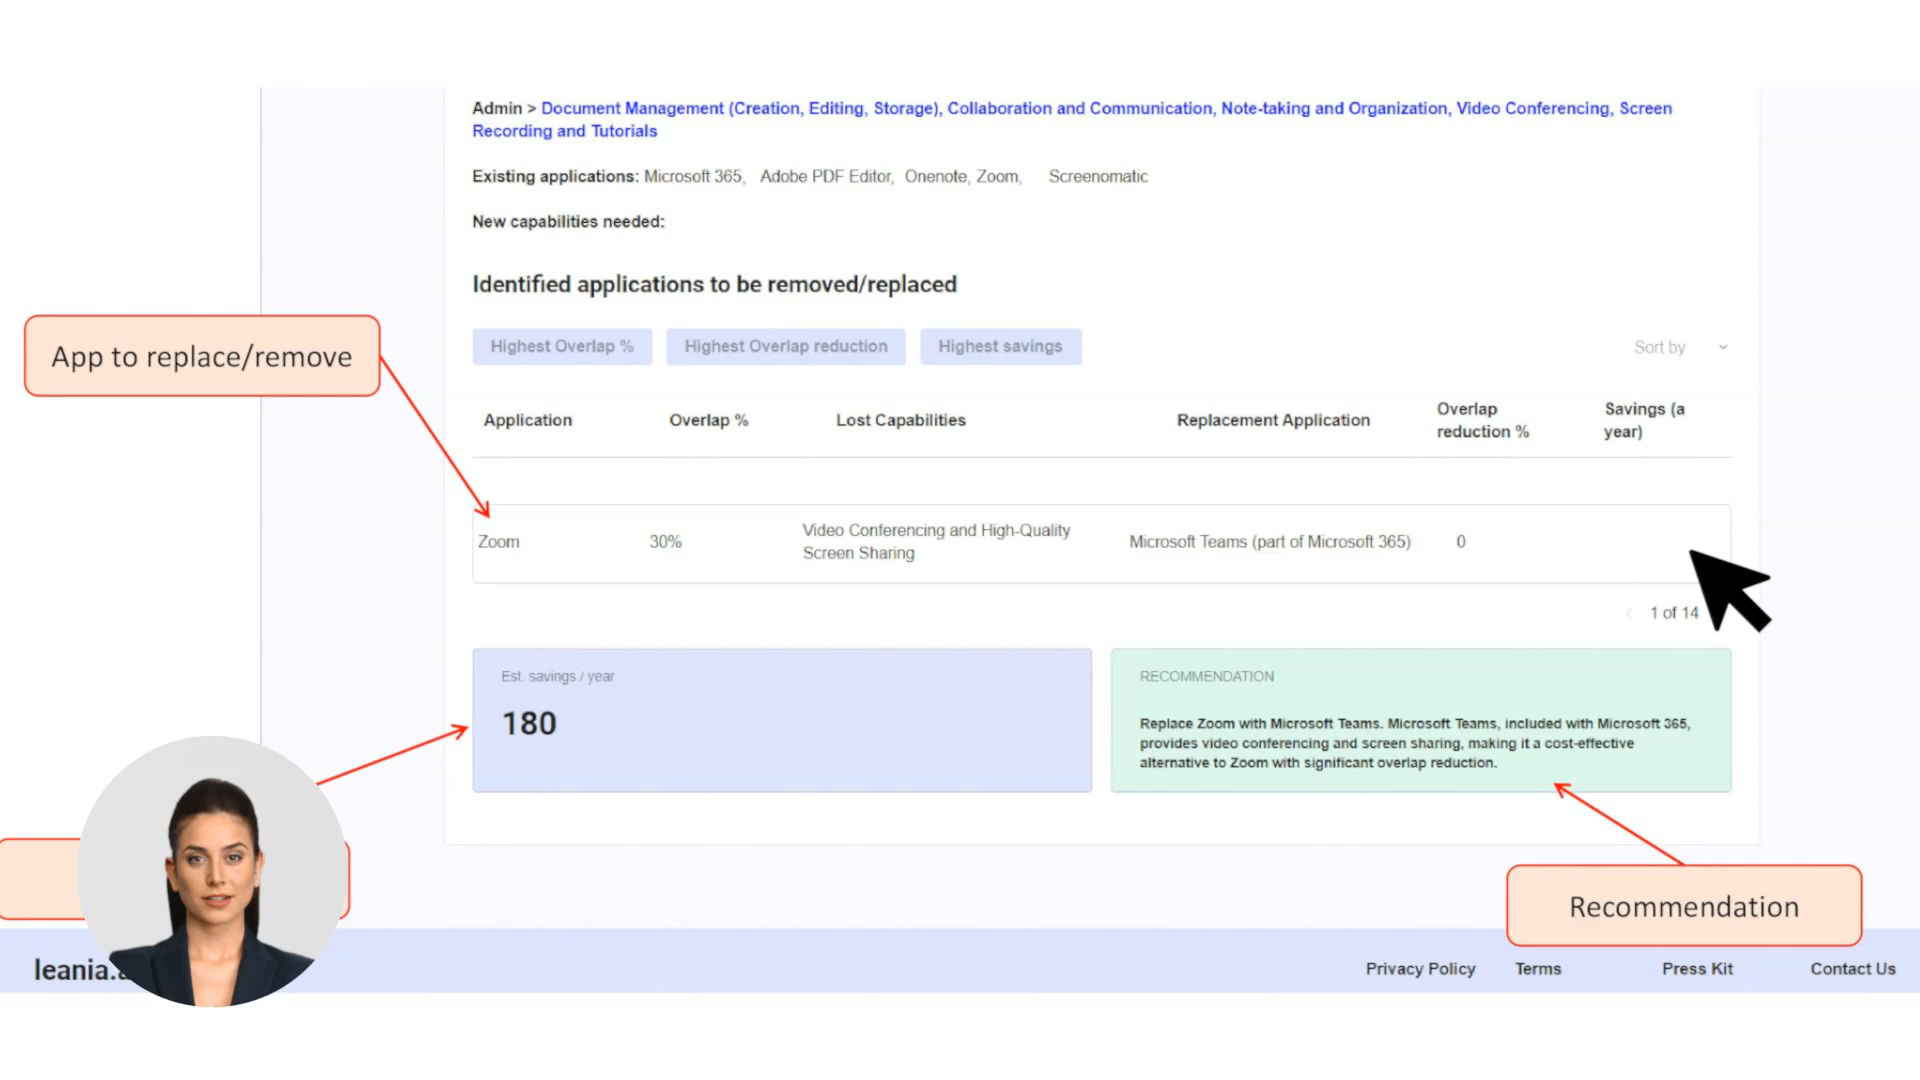 Admin > Document Management (Creation, Editing, Storage), Collaboration and Communication, Note-taking and Organization, Video Conferencing, Screen
Recording and Tutorials
Existing applications: Microsoft 365, Adobe PDF Editor, Onenote, Zoom, Screenomatic
New capabilities needed:
Identified applications to be removed/replaced
App to replace/remove
Highest Overlap %
Highest Overlap reduction
Highest savings
Sort by
Application
Overlap %
Lost Capabilities
Replacement Application
Overlap
reduction %
Savings (a
year)
Zoom
30%
Video Conferencing and High-Quality
Screen Sharing
Microsoft Teams (part of Microsoft 365)
0
1 of 14
Est. savings / year
180
RECOMMENDATION
Replace Zoom with Microsoft Teams. Microsoft Teams, included with Microsoft 365,
provides video conferencing and screen sharing, making it a cost-effective
alternative to Zoom with significant overlap reduction.
Recommendation
leania.
Privacy Policy
Terms
Press Kit
Contact Us